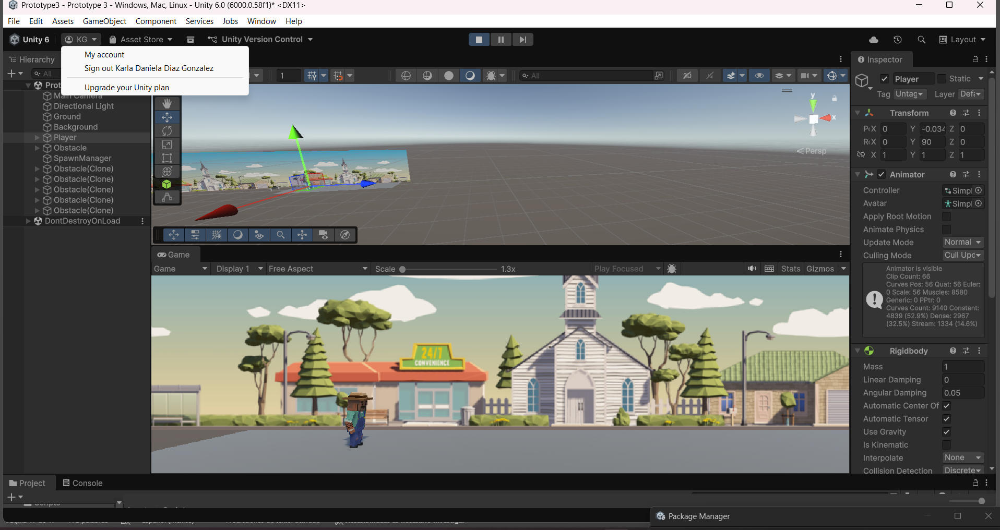 Prototype3 - Prototype 3 - Windows, Mac, Linux - Unity 6.0 (6000.0.58f1)* <DX11>
File Edit Assets GameObject Component Services Jobs Window Help
Unity 6 KG Asset Store Unity Version Control Layout
My account
Sign out Karla Daniela Diaz Gonzalez
Upgrade your Unity plan
Hierarchy
All
Prot
Main Camera
Directional Light
Ground
Background
Player
Obstacle
SpawnManager
Obstacle(Clone)
Obstacle(Clone)
Obstacle(Clone)
Obstacle(Clone)
Obstacle(Clone)
DontDestroyOnLoad
1
All
2D
y
x
Persp
Game
Game Display 1 Free Aspect Scale 1.3x Play Focused Stats Gizmos
24/7
CONVENIENCE
Inspector
Player Static
Tag Untag Layer Defa
Transform
X 0 Y -0.034 Z 0
X 0 Y 90 Z 0
X 1 Y 1 Z 1
Animator
Controller Simpl
Avatar Simpl
Apply Root Motion
Animate Physics
Update Mode Normal
Culling Mode Cull Upc
Animator is visible
Clip Count: 66
Curves Pos: 56 Quat: 56 Euler:
0 Scale: 56 Muscles: 8580
Generic: 0 PPtr: 0
Curves Count: 9140 Constant:
4839 (52.9%) Dense: 2967
(32.5%) Stream: 1334 (14.6%)
Rigidbody
Mass 1
Linear Damping 0
Angular Damping 0.05
Automatic Center Of
Automatic Tensor
Use Gravity
Is Kinematic
Interpolate None
Collision Detection Discrete
Project Console
Package Manager